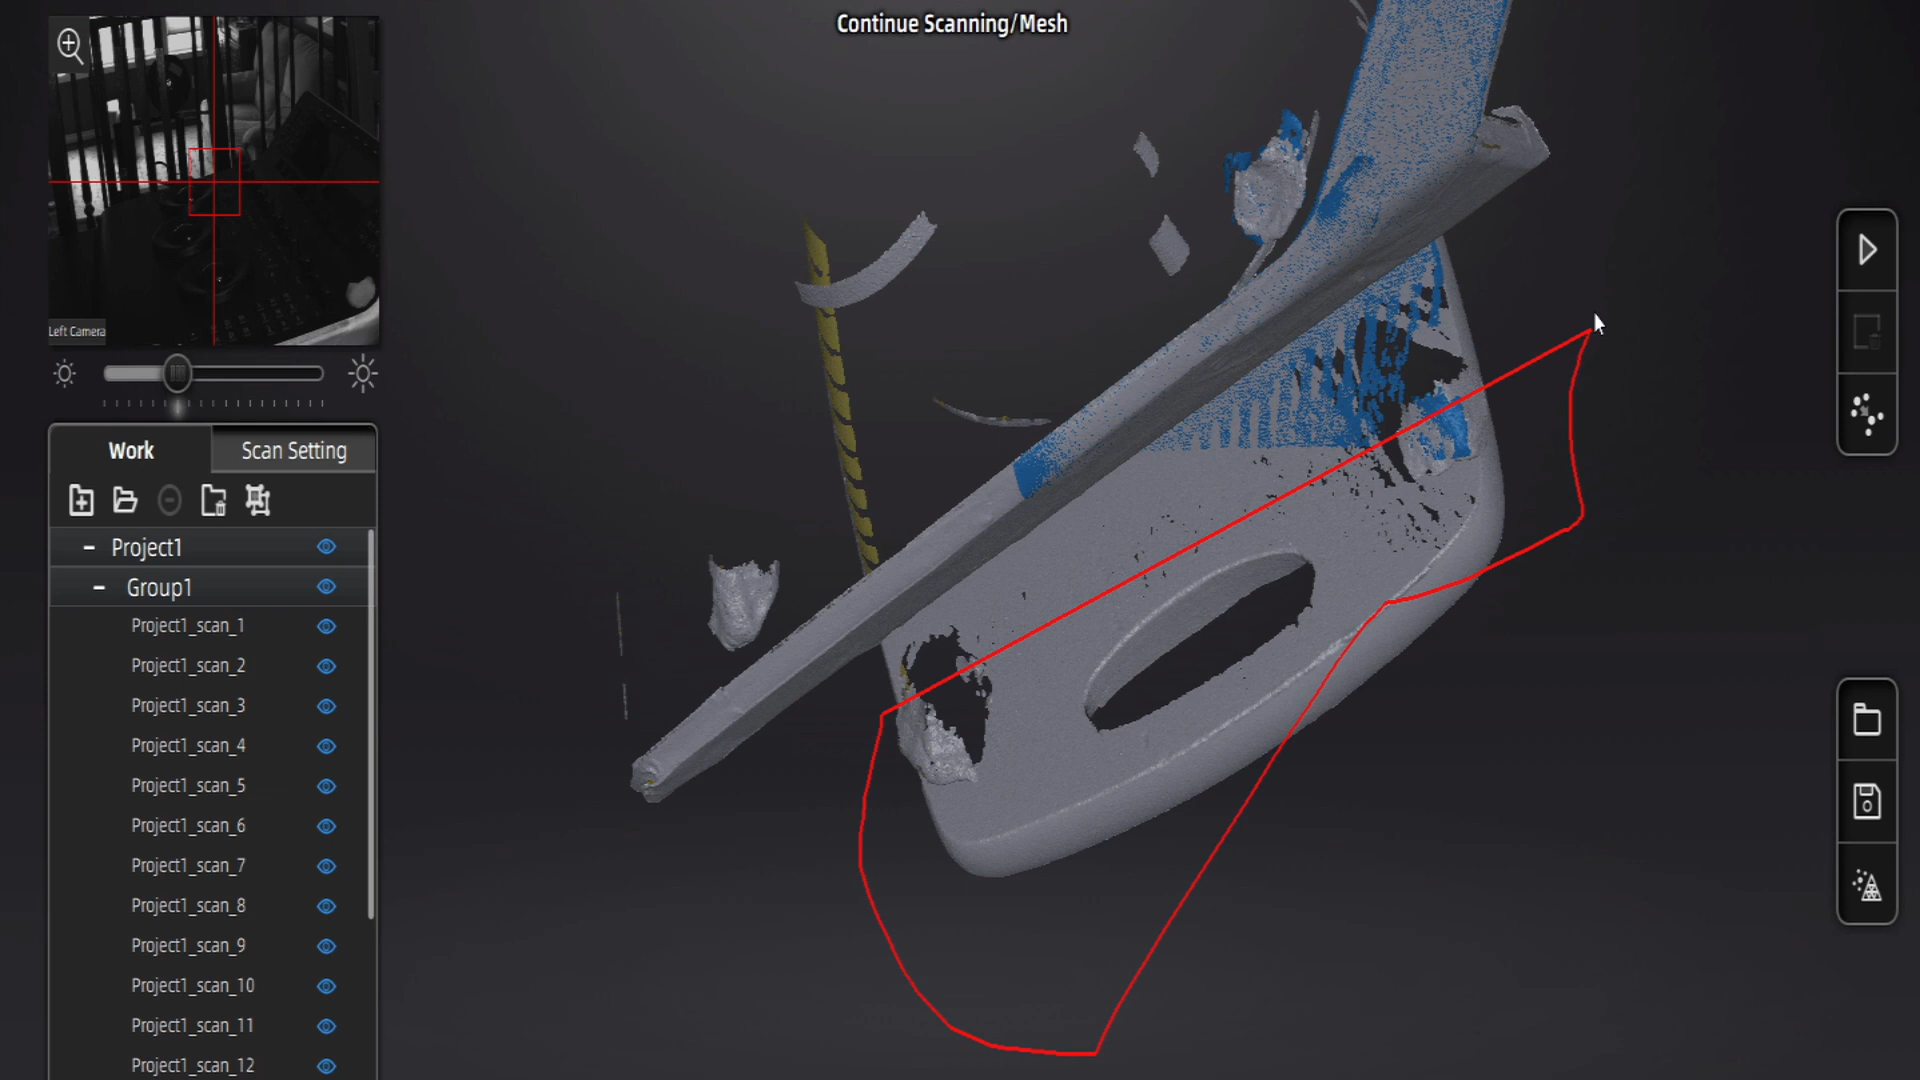 Continue Scanning/Mesh
Left Camera
Work
Scan Setting
Project1
Group1
Project1_scan_1
Project1_scan_2
Project1_scan_3
Project1_scan_4
Project1_scan_5
Project1_scan_6
Project1_scan_7
Project1_scan_8
Project1_scan_9
Project1_scan_10
Project1_scan_11
Project1_scan_12